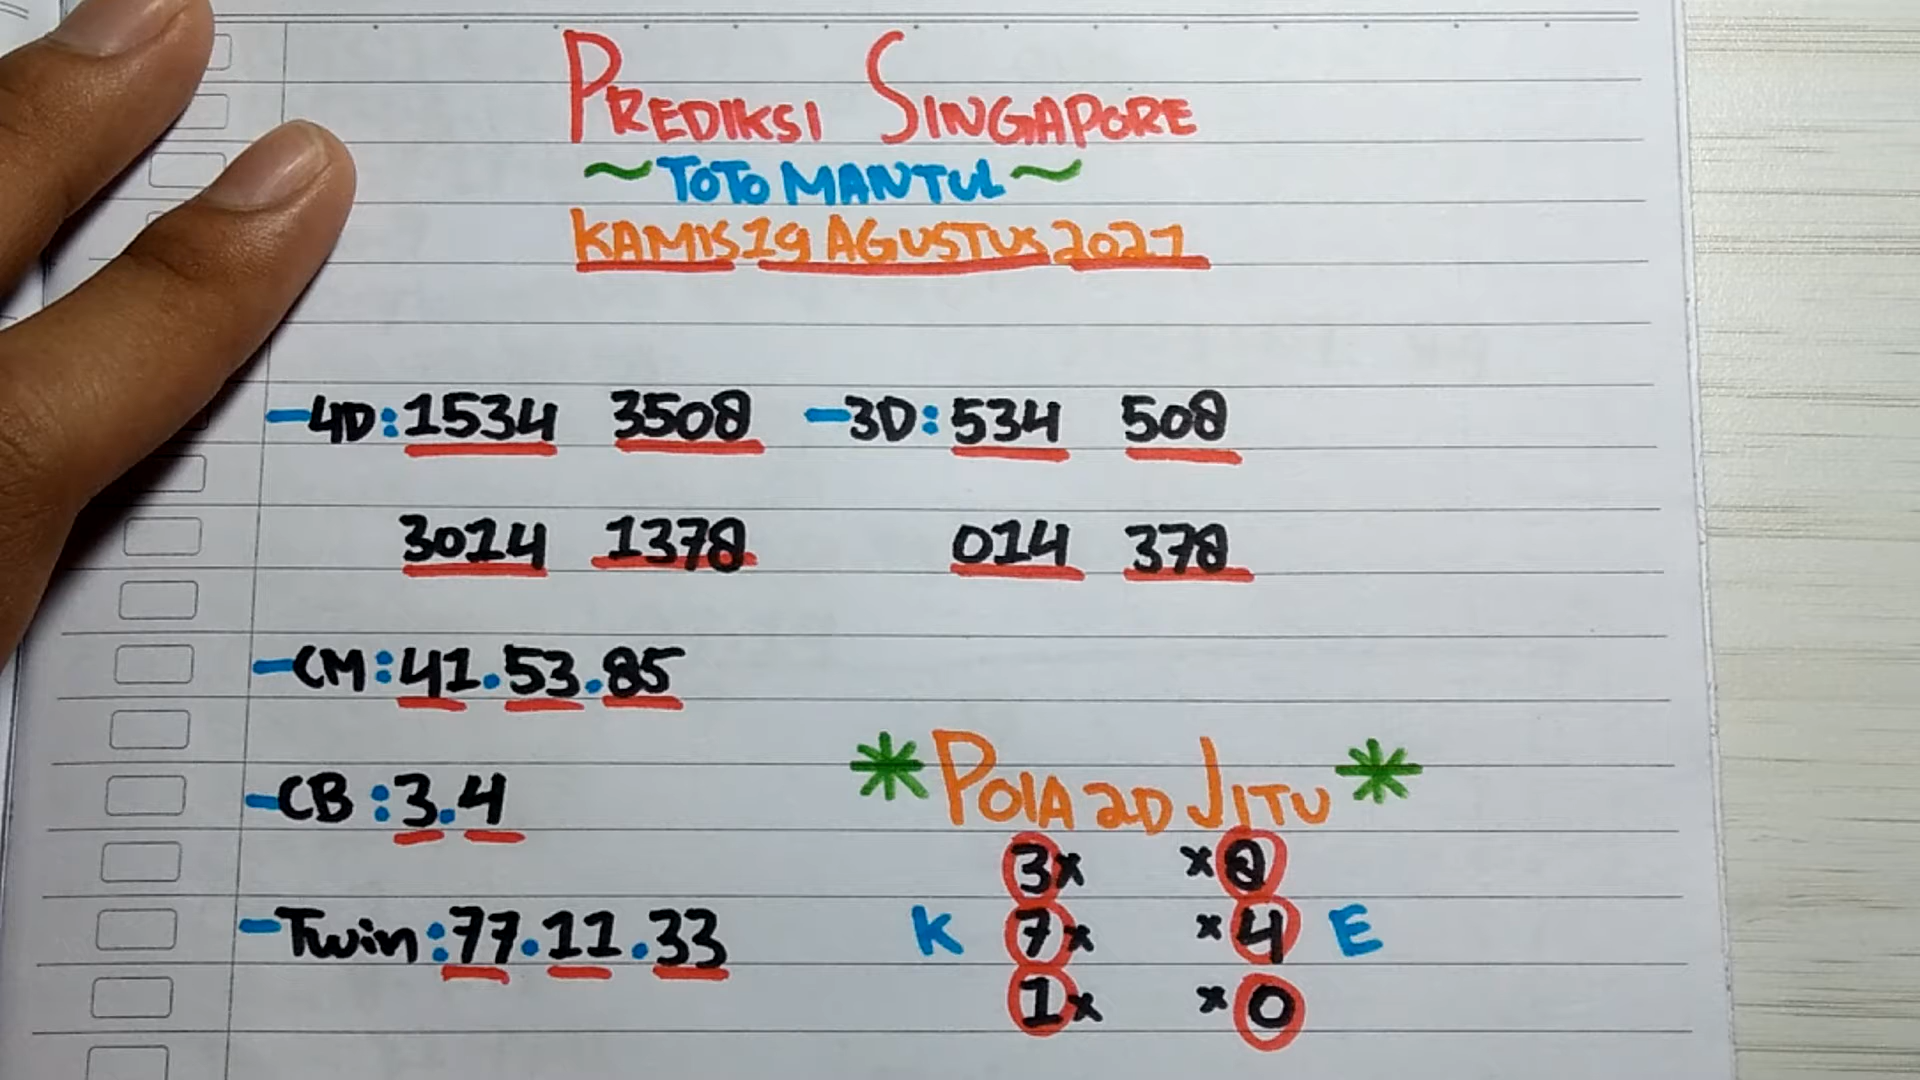 PREDIKSI SINGAPORE
~TOTO MANTUL~
KAMIS 19 AGUSTUS 2021
-4D:1534 3508 -3D:534 508
3014 1378 014 378
-CM:41.53.85
-CB:3.4
*POlA 2D JITU*
3x x8
-Twin:77.11.33 K 7x x4 E
1x x0